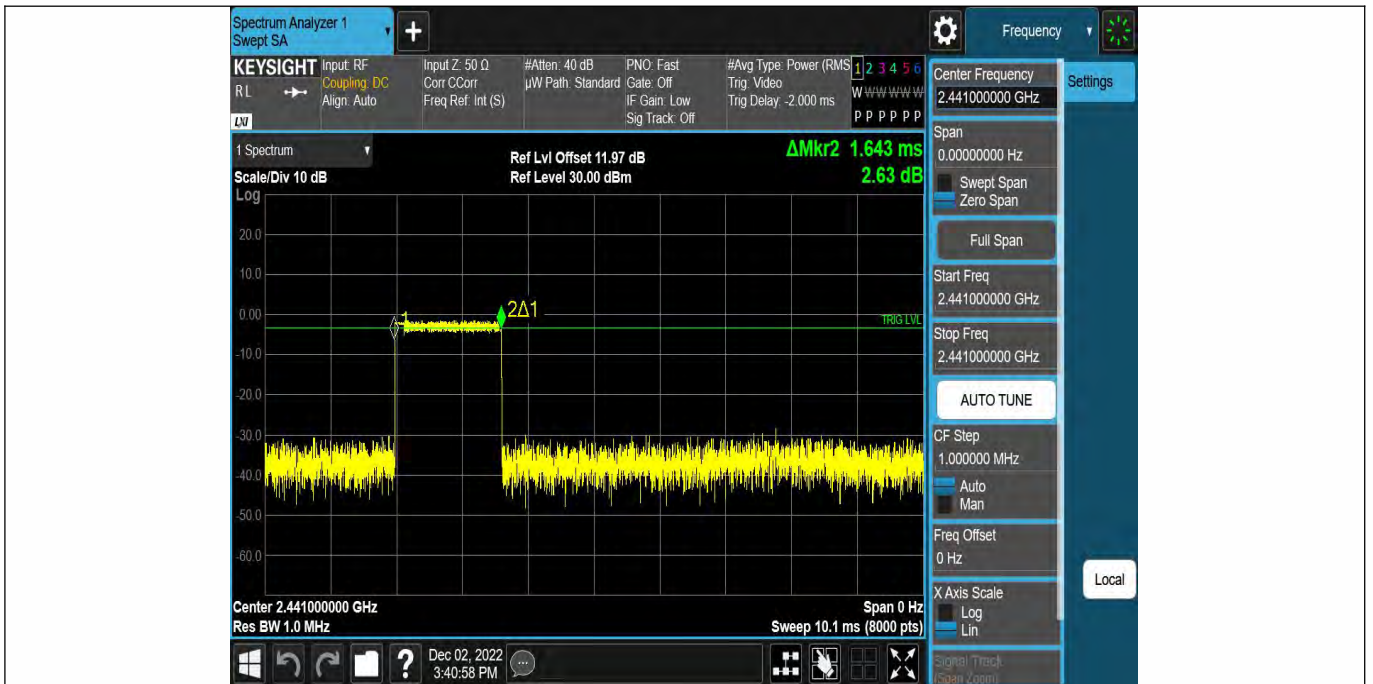 Spectrum Analyzer 1
Swept SA
+
Frequency
KEYSIGHT
RL
LXI
Input: RF
Coupling: DC
Align: Auto
Input Z: 50 Ω
Corr CCorr
Freq Ref: Int (S)
#Atten: 40 dB
µW Path: Standard
PNO: Fast
Gate: Off
IF Gain: Low
Sig Track: Off
#Avg Type: Power (RMS
Trig: Video
Trig Delay: -2.000 ms
1 2 3 4 5 6
W W W W W W
P P P P P P
1 Spectrum
Scale/Div 10 dB
Ref Lvl Offset 11.97 dB
Ref Level 30.00 dBm
ΔMkr2 1.643 ms
2.63 dB
Log
20.0
10.0
0.00
-10.0
-20.0
-30.0
-40.0
-50.0
-60.0
1
2Δ1
TRIG LVL
Center 2.441000000 GHz
Res BW 1.0 MHz
Span 0 Hz
Sweep 10.1 ms (8000 pts)
Center Frequency
2.441000000 GHz
Settings
Span
0.00000000 Hz
Swept Span
Zero Span
Full Span
Start Freq
2.441000000 GHz
Stop Freq
2.441000000 GHz
AUTO TUNE
CF Step
1.000000 MHz
Auto
Man
Freq Offset
0 Hz
X Axis Scale
Log
Lin
Signal Track
(Span Zoom)
Local
?
Dec 02, 2022
3:40:58 PM